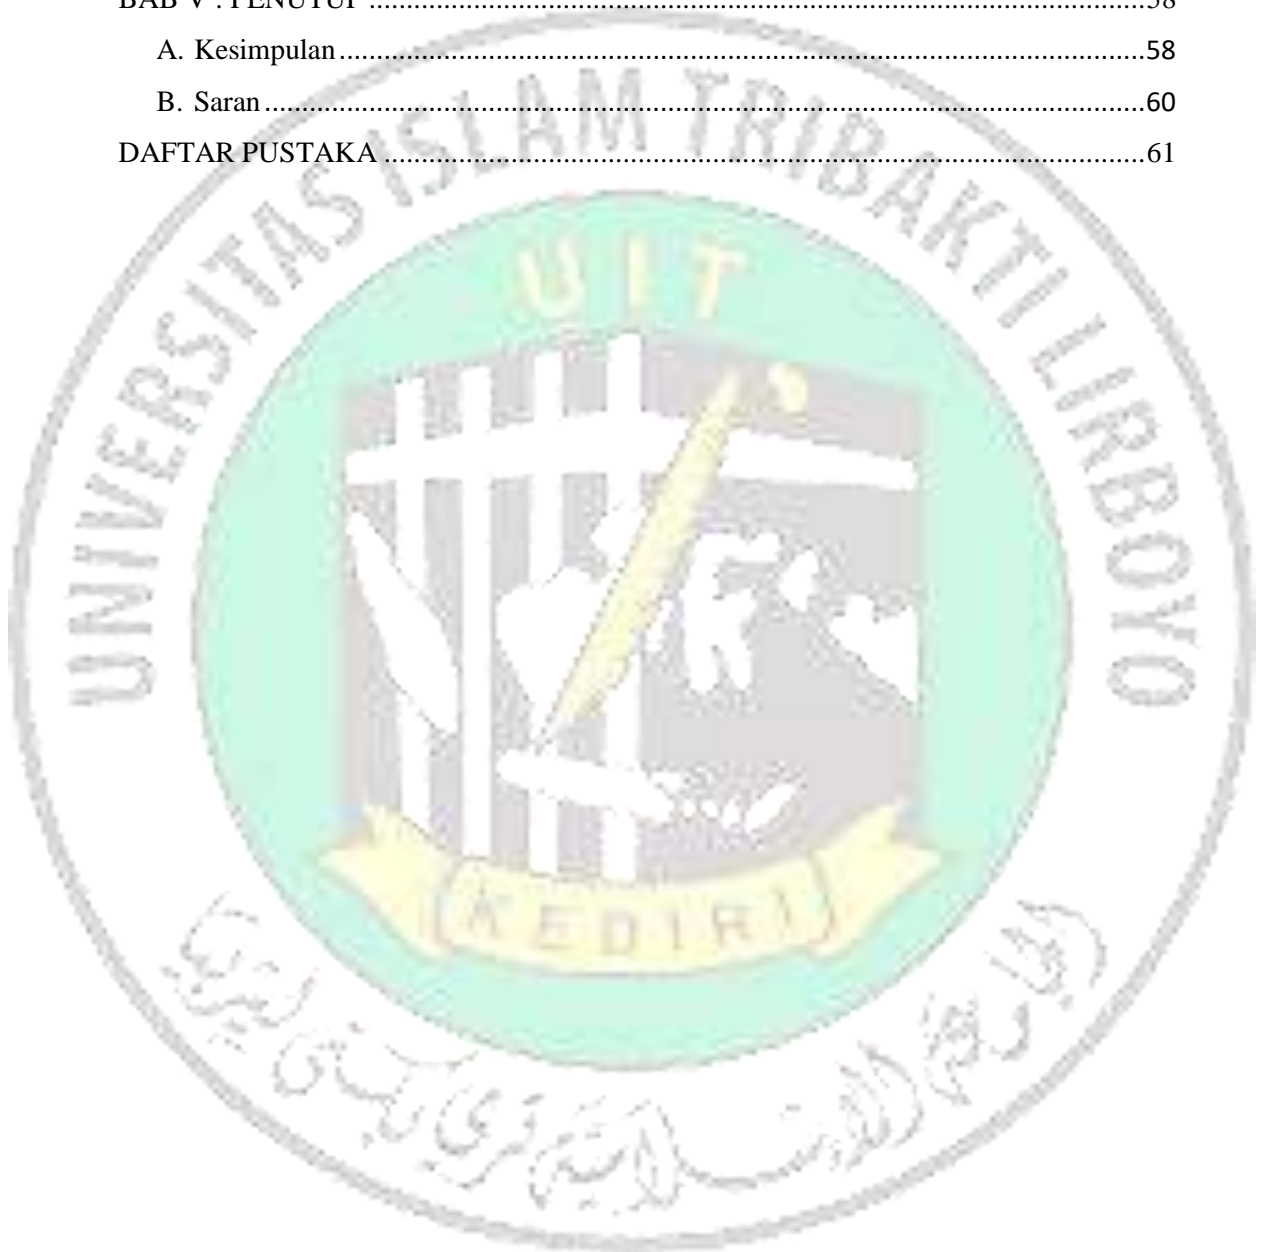 BAB V : PENUTUP ........................................................................................................58
A. Kesimpulan ............................................................................................................58
B. Saran ......................................................................................................................60
DAFTAR PUSTAKA .....................................................................................................61
UNIVERSITAS ISLAM TRIBAKTI LIRBOYO
UIT
KEDIRI